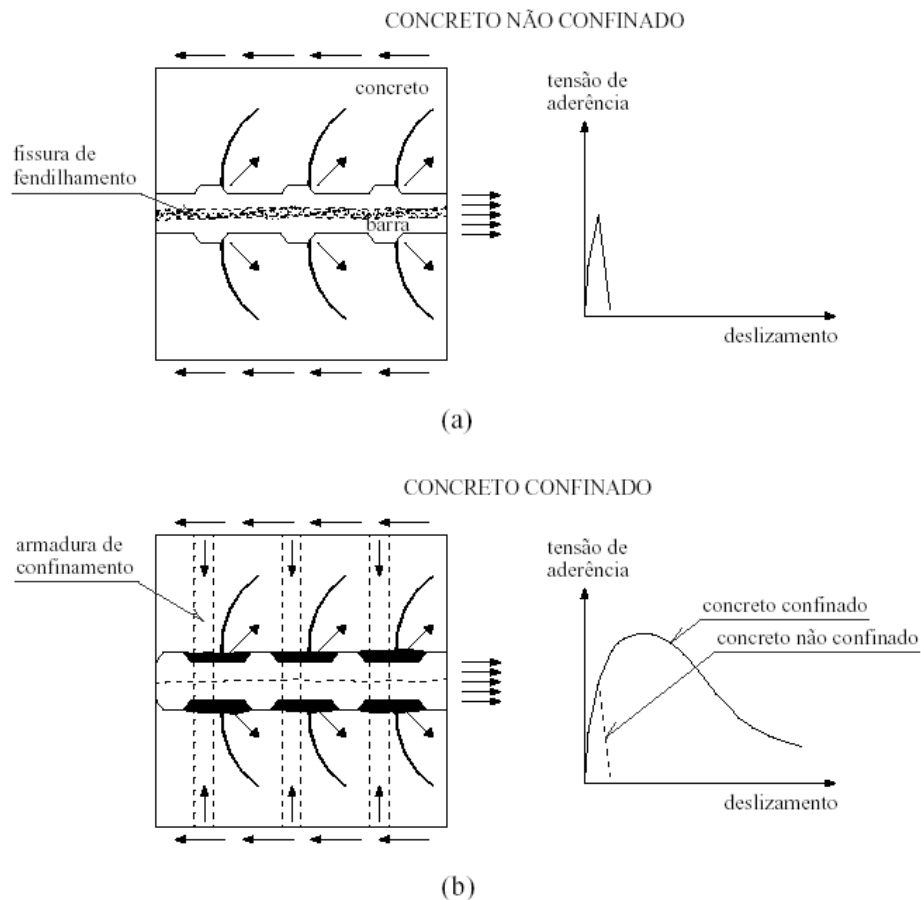 CONCRETO NÃO CONFINADO
concreto
fissura de
fendilhamento
barra
tensão de
aderência
deslizamento
(a)
CONCRETO CONFINADO
armadura de
confinamento
tensão de
aderência
concreto confinado
concreto não confinado
deslizamento
(b)